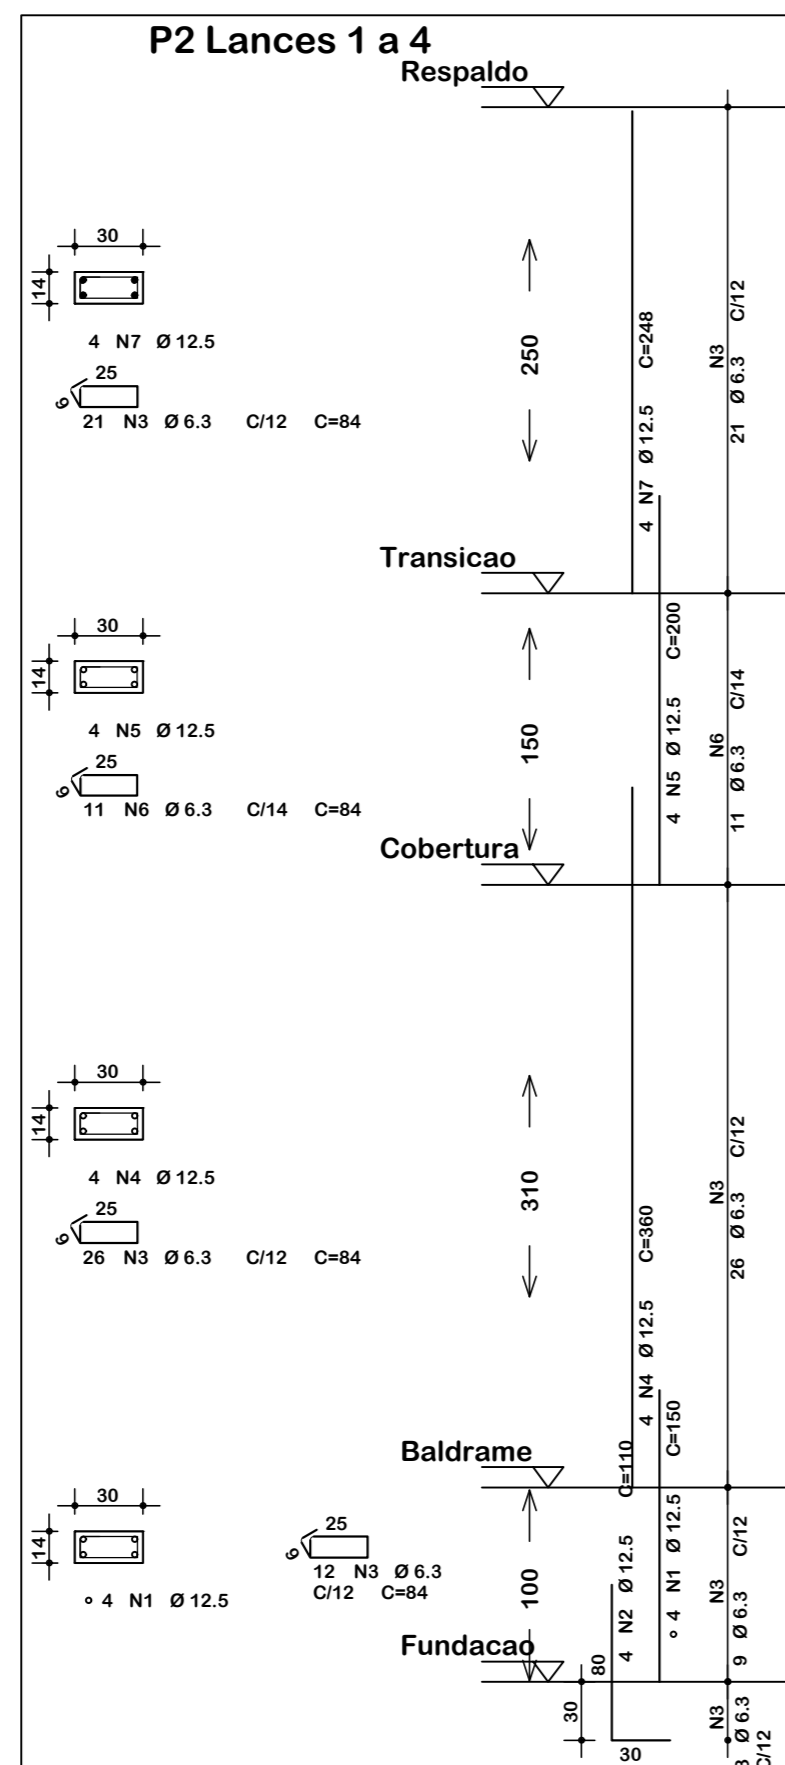 P2 Lances 1 a 4
Respaldo
30
14
4 N7 Ø 12.5
25
9
21 N3 Ø 6.3 C/12 C=84
250
4 N7 Ø 12.5 C=248
21 Ø 6.3 C/12
N3
Transicao
30
14
4 N5 Ø 12.5
25
9
11 N6 Ø 6.3 C/14 C=84
150
4 N5 Ø 12.5 C=200
11 Ø 6.3 C/14
N6
Cobertura
30
14
4 N4 Ø 12.5
25
9
26 N3 Ø 6.3 C/12 C=84
310
4 N4 Ø 12.5 C=360
26 Ø 6.3 C/12
N3
Baldrame
30
14
4 N1 Ø 12.5
25
9
12 N3 Ø 6.3
C/12 C=84
100
4 N2 Ø 12.5 C=110
4 N1 Ø 12.5 C=150
9 Ø 6.3 C/12
N3
Fundacao
80
30
30
N3
Ø 6.3
C/12